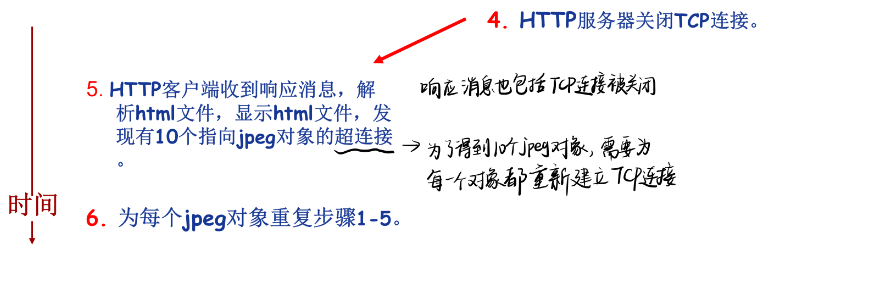 4. HTTP服务器关闭TCP连接。
5. HTTP客户端收到响应消息，解
析html文件，显示html文件，发
现有10个指向jpeg对象的超连接
。
响应消息也包括TCP连接被关闭
→为了得到10个jpeg对象，需要为
每一个对象都重新建立TCP连接
时间
6. 为每个jpeg对象重复步骤1-5。